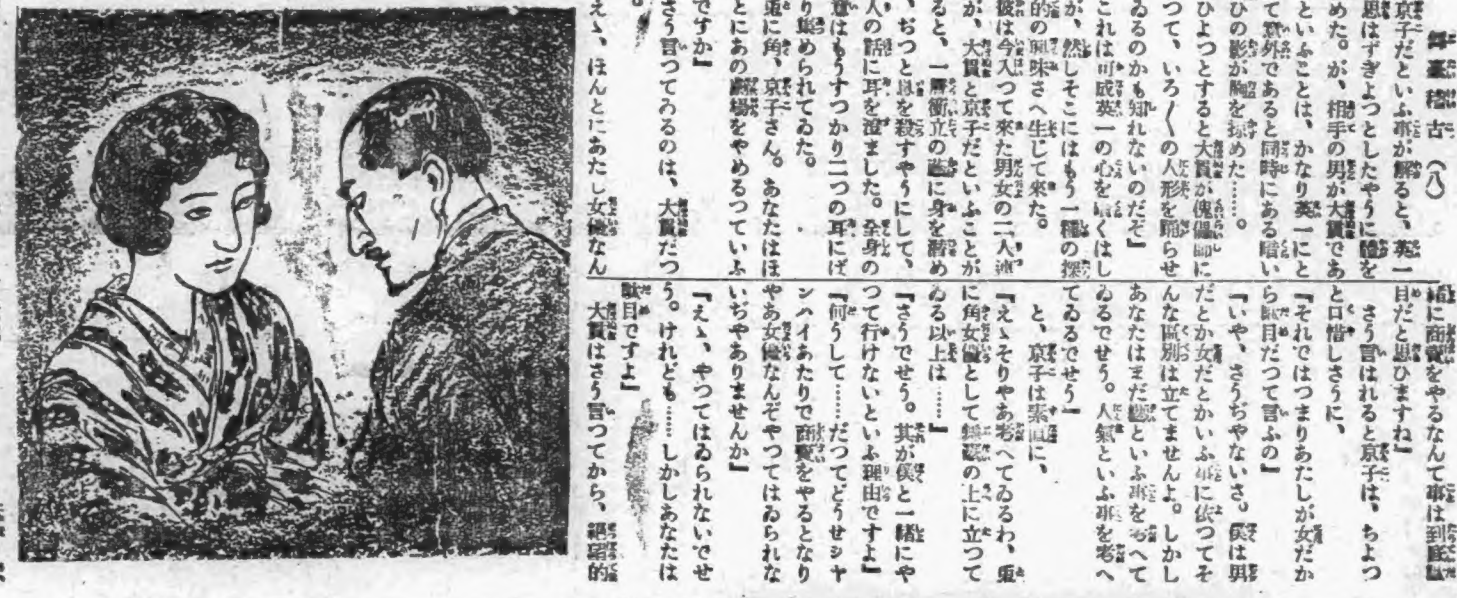 舞臺稽古(八)
京子だといふ事が解ると、英一
思はずぎよつとしたやうに體を
めた。が、相手の男が大貫であ
といふことは、かなり英一にと
て意外であると同時にある暗い
ひの影が胸を掠めた……。
ひよつとすると大貫が傀儡師に
つて、いろ〱の人形を踊らせ
ゐるのかも知れないのだぞ』
これは可成英一の心を暗くはし
が、然しそこにはもう一種の探
的の興味さへ生じて來た。
彼は今入つて來た男女の二人連
が、大貫と京子だといふことが
ると、一層衝立の蔭に身を潜め
、ぢつと息を殺すやうにして、
人の話に耳を澄ました。全身の
意はもうすつかり二つの耳にば
り集められてゐた。
兎に角、京子さん。あなたはほ
とにあの劇場をやめるつていふ
ですか』
さう言つてゐるのは、大貫だつ
。
えゝ、ほんとにあたし女優なん
緒に商賣をやるなんて事は到底
目だと思ひますね』
さう言はれると京子は、ちよつ
と口惜しさうに、
『それではつまりあたしが女だか
ら駄目だつて言ふの』
『いや、さうぢやないさ。僕は男
だとか女だとかいふ事に依つてそ
んな區別は立てませんよ。しかし
あなたはまだ戀といふ事を考へて
ゐるでせう。人氣といふ事を考へ
てゐるでせう』
と、京子は素直に、
『えゝそりやあ考へてゐるわ、兎
に角女優として舞臺の上に立つて
ゐる以上は……』
『さうでせう。其が僕と一緒にや
つて行けないといふ理由ですよ』
『何うして……だつてどうせシヤ
ンハイあたりで商賣をやるとなり
やあ女優なんぞやつてはゐられな
いぢやありませんか』
『えゝ、やつてはゐられないでせ
う。けれども……しかしあなたは
駄目ですよ』
大貫はさう言つてから、絕望的